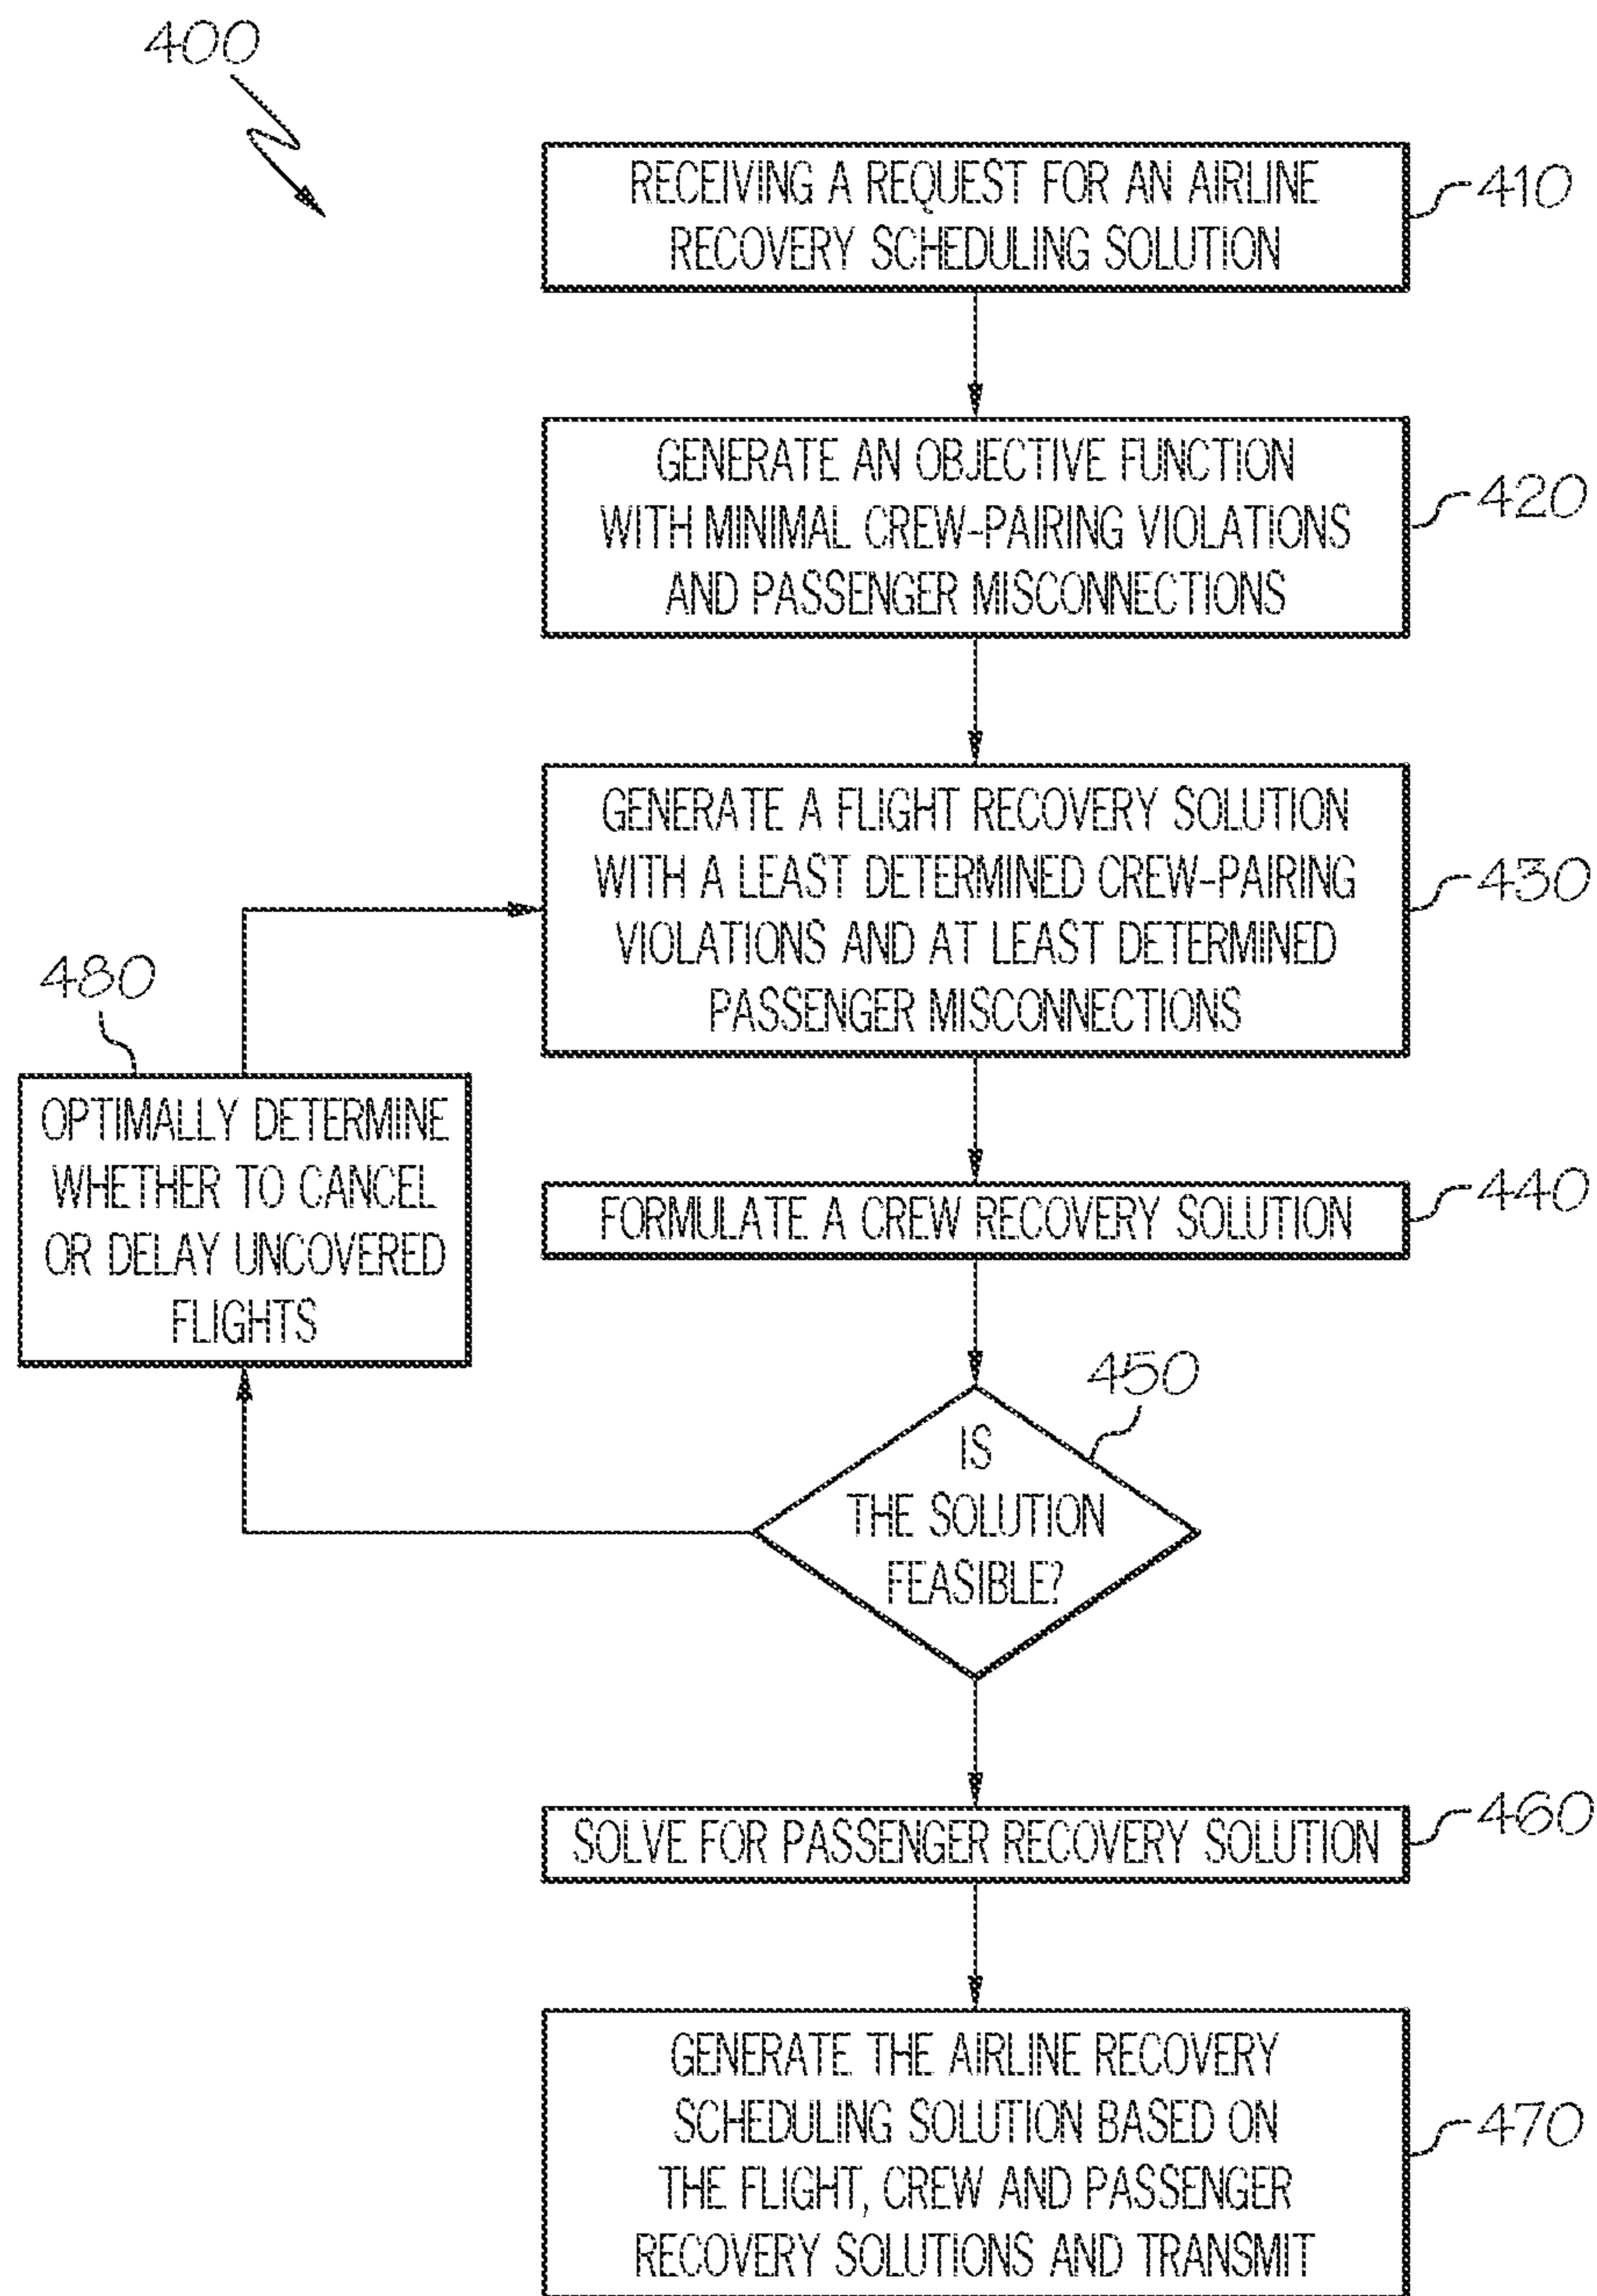 400
RECEIVING A REQUEST FOR AN AIRLINE
RECOVERY SCHEDULING SOLUTION
410
GENERATE AN OBJECTIVE FUNCTION
WITH MINIMAL CREW-PAIRING VIOLATIONS
AND PASSENGER MISCONNECTIONS
420
GENERATE A FLIGHT RECOVERY SOLUTION
WITH A LEAST DETERMINED CREW-PAIRING
VIOLATIONS AND AT LEAST DETERMINED
PASSENGER MISCONNECTIONS
430
480
OPTIMALLY DETERMINE
WHETHER TO CANCEL
OR DELAY UNCOVERED
FLIGHTS
FORMULATE A CREW RECOVERY SOLUTION
440
450
IS
THE SOLUTION
FEASIBLE?
SOLVE FOR PASSENGER RECOVERY SOLUTION
460
GENERATE THE AIRLINE RECOVERY
SCHEDULING SOLUTION BASED ON
THE FLIGHT, CREW AND PASSENGER
RECOVERY SOLUTIONS AND TRANSMIT
470